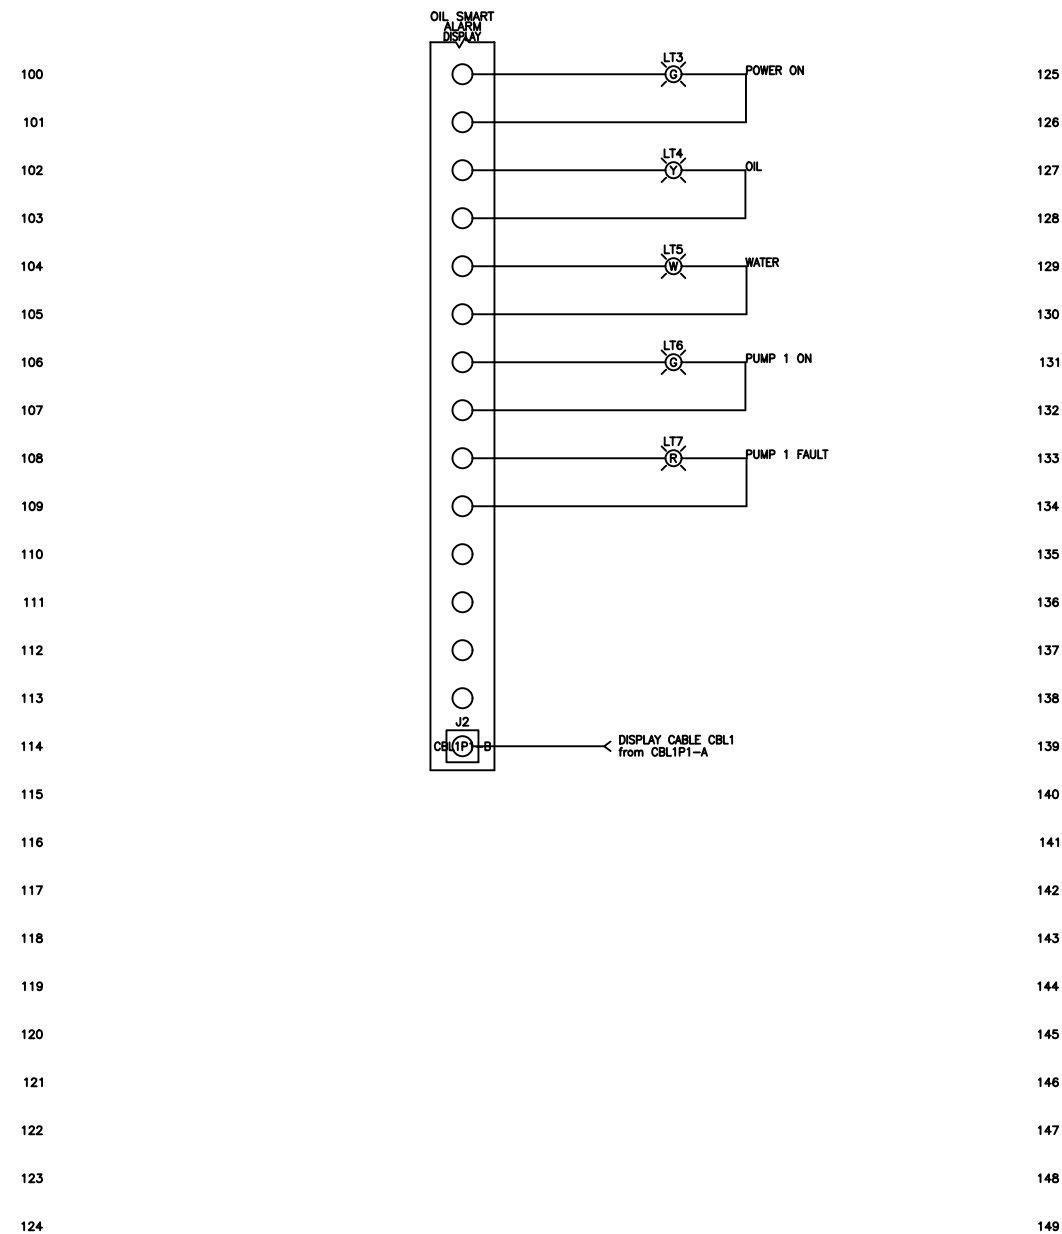 OIL SMART
ALARM
DISPLAY
LT3
100 G POWER ON 125
101 126
LT4
102 Y OIL 127
103 128
LT5
104 W WATER 129
105 130
LT6
106 G PUMP 1 ON 131
107 132
LT7
108 R PUMP 1 FAULT 133
109 134
110 135
111 136
112 137
113 138
J2
114 CBL1P1-B DISPLAY CABLE CBL1 139
from CBL1P1-A
115 140
116 141
117 142
118 143
119 144
120 145
121 146
122 147
123 148
124 149